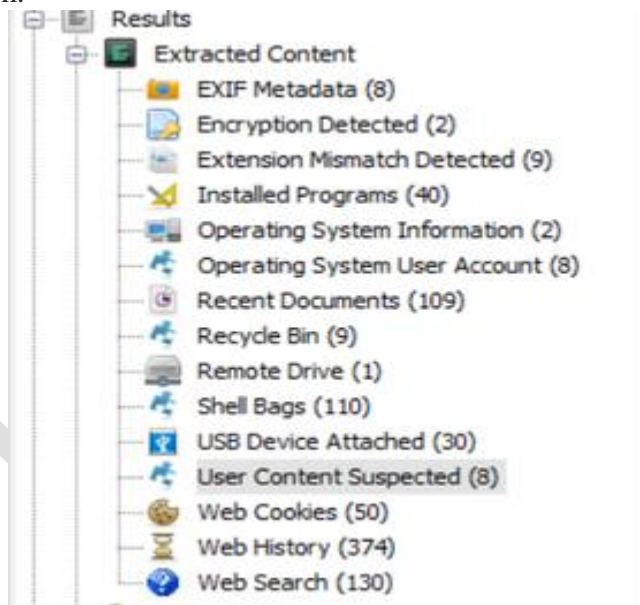 Results
Extracted Content
EXIF Metadata (8)
Encryption Detected (2)
Extension Mismatch Detected (9)
Installed Programs (40)
Operating System Information (2)
Operating System User Account (8)
Recent Documents (109)
Recycle Bin (9)
Remote Drive (1)
Shell Bags (110)
USB Device Attached (30)
User Content Suspected (8)
Web Cookies (50)
Web History (374)
Web Search (130)